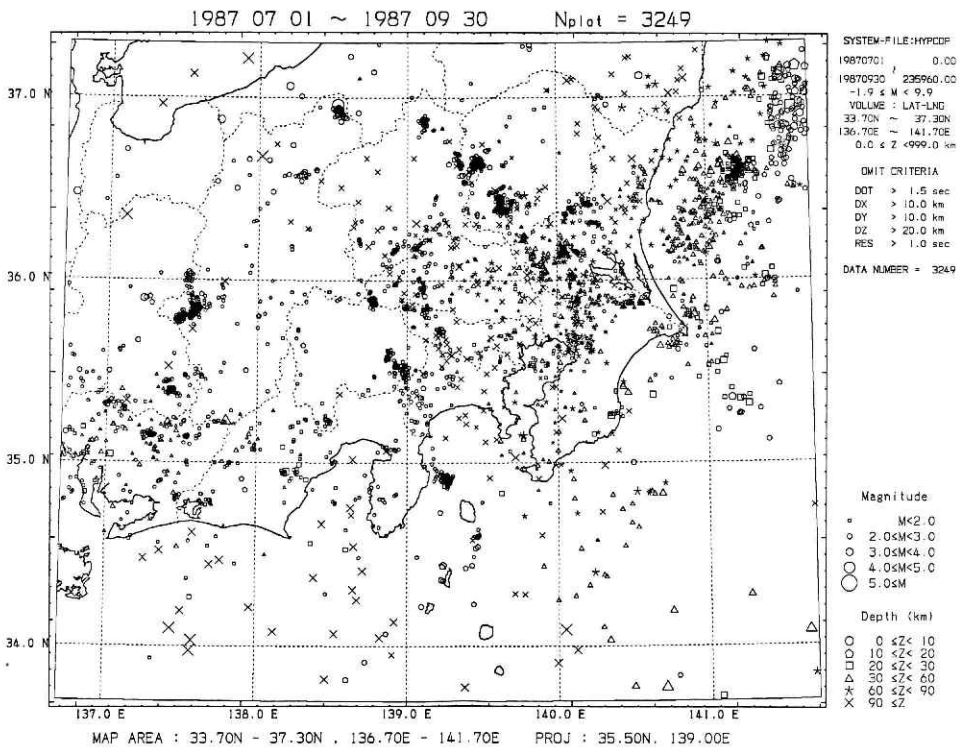 1987 07 01 ~ 1987 09 30 Nplot = 3249
SYSTEM-FILE:HYPCDP
19870701 0.00
~
19870930 235960.00
-1.9 ≤ M < 9.9
VOLUME : LAT-LNG
33.70N ~ 37.30N
136.70E ~ 141.70E
0.0 ≤ Z <999.0 km
OMIT CRITERIA
DOT > 1.5 sec
DX > 10.0 km
DY > 10.0 km
DZ > 20.0 km
RES > 1.0 sec
DATA NUMBER = 3249
37.0 N
36.0 N
35.0 N
34.0 N
Magnitude
M<2.0
2.0≤M<3.0
3.0≤M<4.0
4.0≤M<5.0
5.0≤M
Depth (km)
0 ≤Z< 10
10 ≤Z< 20
20 ≤Z< 30
30 ≤Z< 60
60 ≤Z< 90
90 ≤Z
137.0 E 138.0 E 139.0 E 140.0 E 141.0 E
MAP AREA : 33.70N - 37.30N , 136.70E - 141.70E PROJ : 35.50N, 139.00E